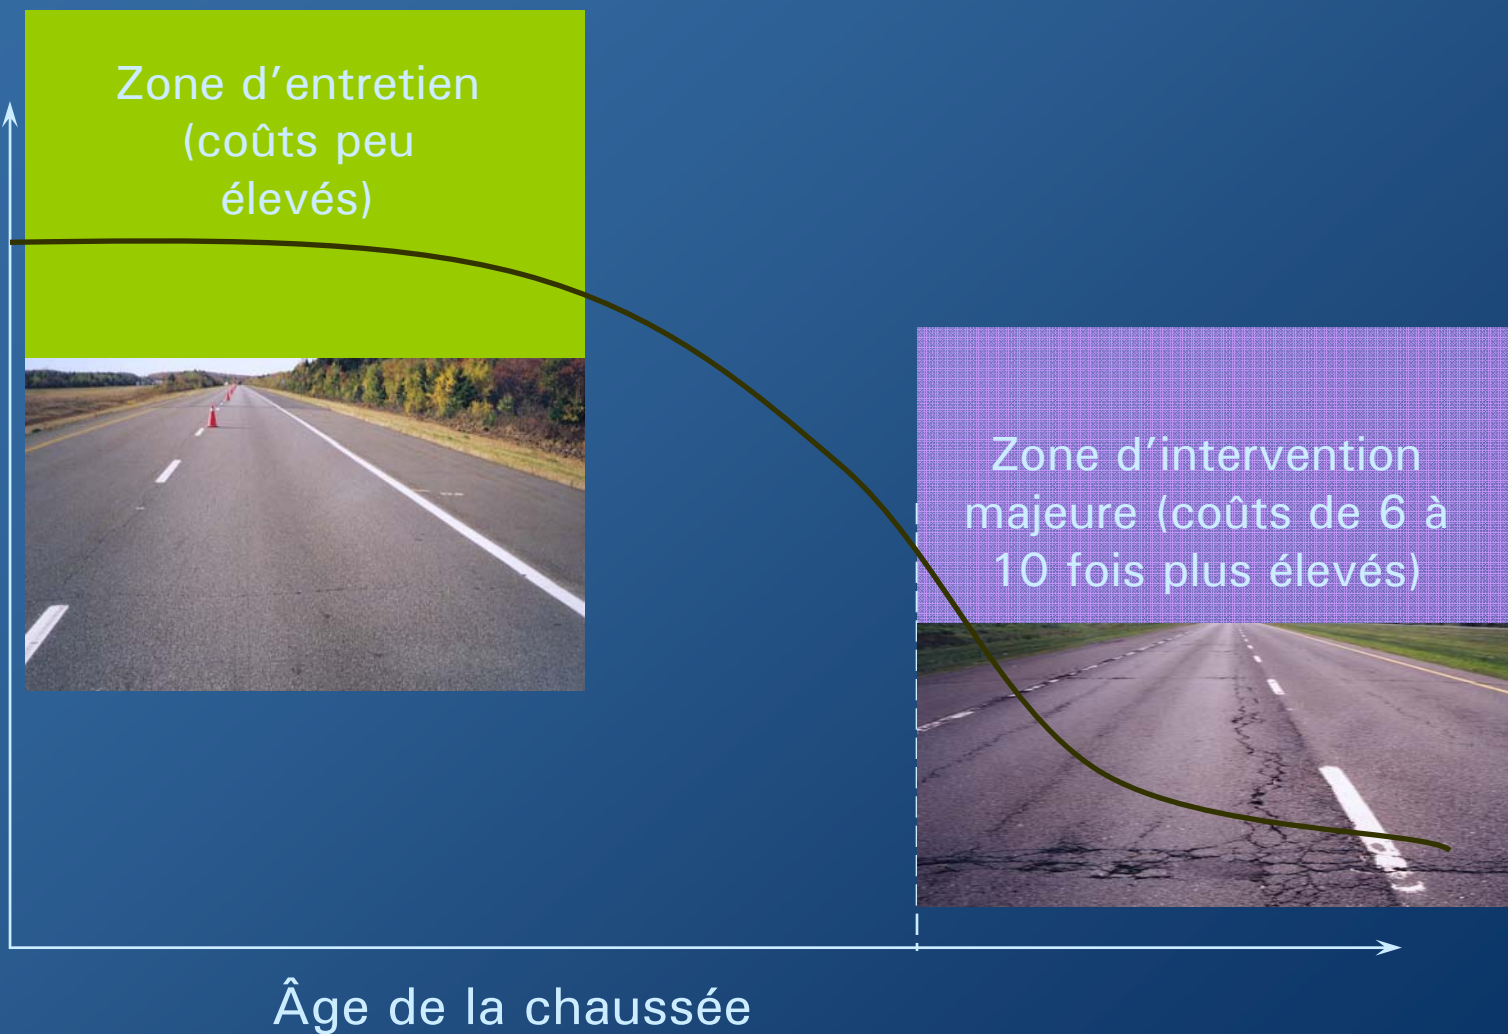 Zone d’entretien
(coûts peu
élevés)
Zone d’intervention
majeure (coûts de 6 à
10 fois plus élevés)
Âge de la chaussée